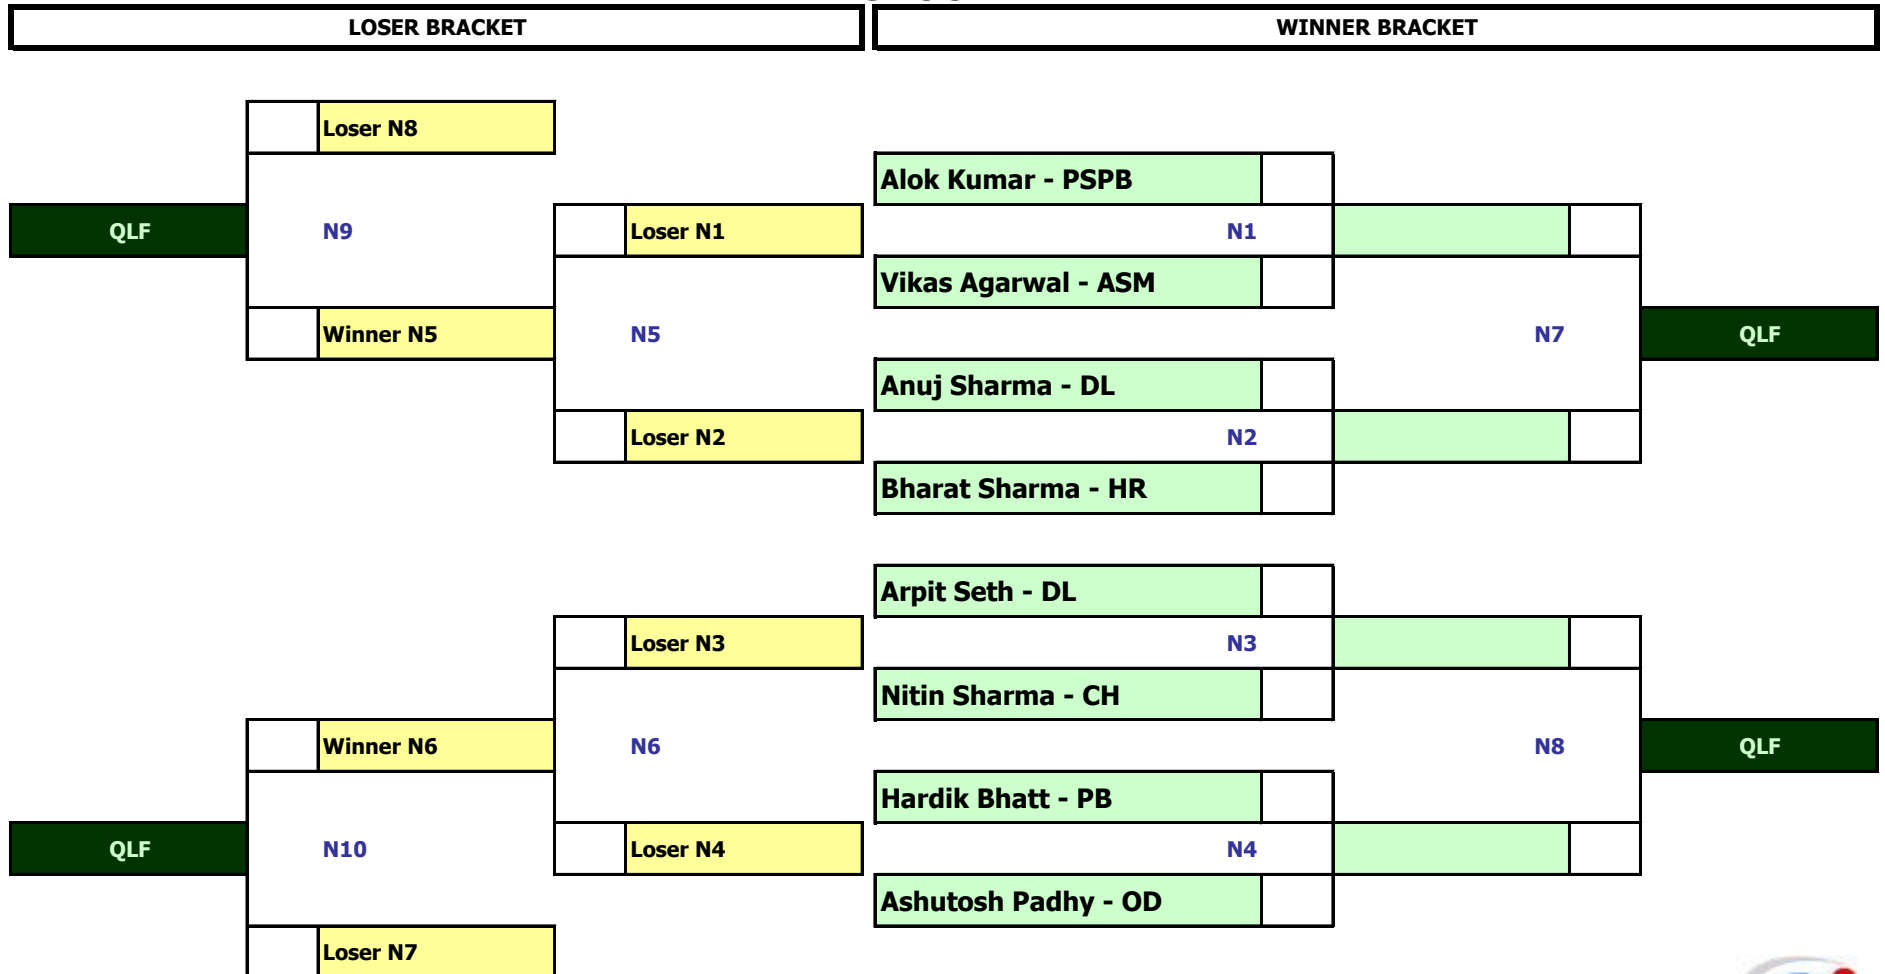 LOSER BRACKET WINNER BRACKET
Loser N8
Alok Kumar - PSPB
QLF N9 Loser N1 N1
Vikas Agarwal - ASM
Winner N5 N5 N7 QLF
Anuj Sharma - DL
Loser N2 N2
Bharat Sharma - HR
Arpit Seth - DL
Loser N3 N3
Nitin Sharma - CH
Winner N6 N6 N8 QLF
Hardik Bhatt - PB
QLF N10 Loser N4 N4
Ashutosh Padhy - OD
Loser N7